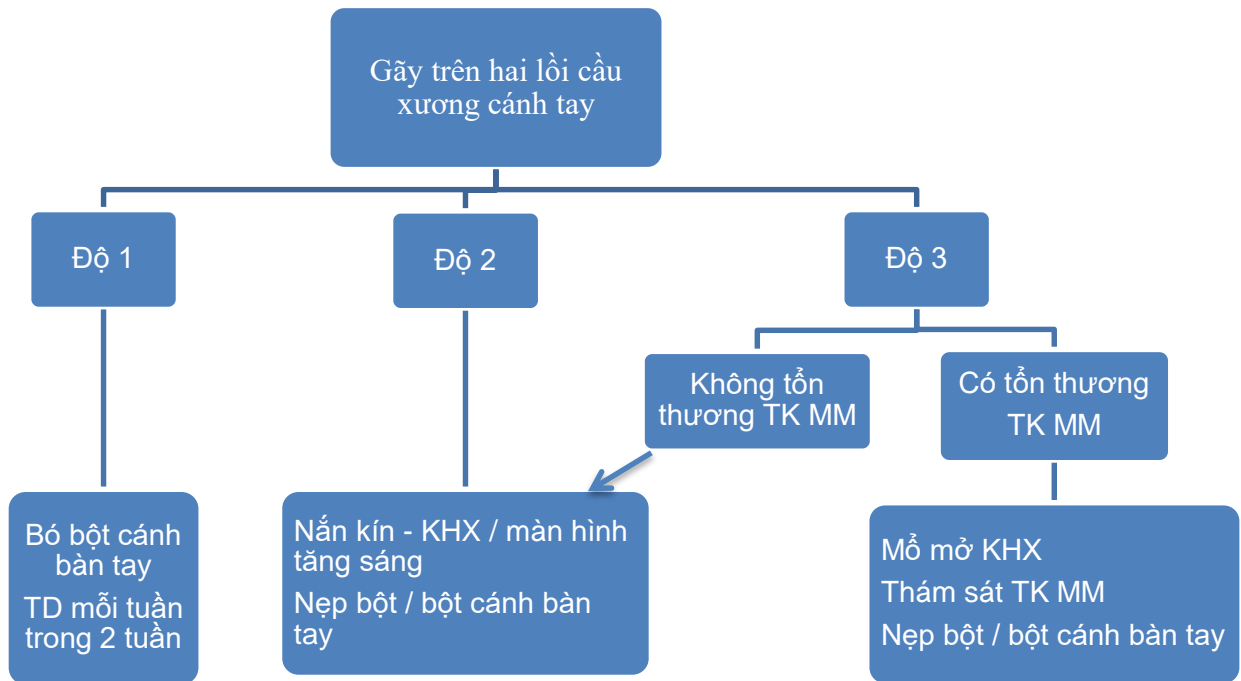 Gãy trên hai lồi cầu
xương cánh tay
Độ 1
Độ 2
Độ 3
Không tổn
thương TK MM
Có tổn thương
TK MM
Bó bột cánh
bàn tay
TD mỗi tuần
trong 2 tuần
Nắn kín - KHX / màn hình
tăng sáng
Nẹp bột / bột cánh bàn
tay
Mổ mở KHX
Thám sát TK MM
Nẹp bột / bột cánh bàn tay